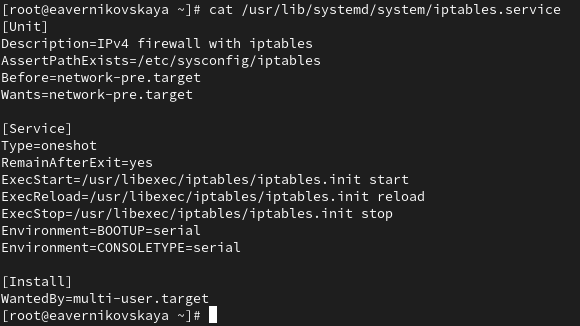 [root@eavernikovskaya ~]# cat /usr/lib/systemd/system/iptables.service
[Unit]
Description=IPv4 firewall with iptables
AssertPathExists=/etc/sysconfig/iptables
Before=network-pre.target
Wants=network-pre.target

[Service]
Type=oneshot
RemainAfterExit=yes
ExecStart=/usr/libexec/iptables/iptables.init start
ExecReload=/usr/libexec/iptables/iptables.init reload
ExecStop=/usr/libexec/iptables/iptables.init stop
Environment=BOOTUP=serial
Environment=CONSOLETYPE=serial

[Install]
WantedBy=multi-user.target
[root@eavernikovskaya ~]#